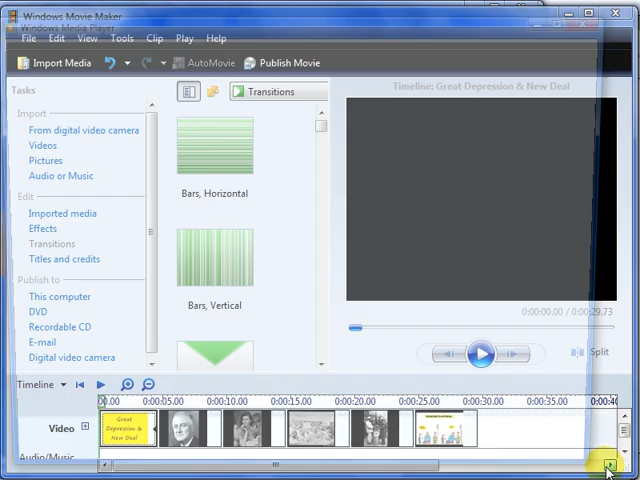 Windows Movie Maker
Windows Media Player
File Edit View Tools Clip Play Help
Import Media AutoMovie Publish Movie
Tasks
Import
From digital video camera
Videos
Pictures
Audio or Music
Edit
Imported media
Effects
Transitions
Titles and credits
Publish to
This computer
DVD
Recordable CD
E-mail
Digital video camera
Transitions
Bars, Horizontal
Bars, Vertical
Timeline: Great Depression & New Deal
0:00:00.00 / 0:00:29.73
Split
Timeline
00.00 0:00:05.00 0:00:10.00 0:00:15.00 0:00:20.00 0:00:25.00 0:00:30.00 0:00:35.00 0:00:40
Video
Great
Depression &
New Deal
Audio/Music